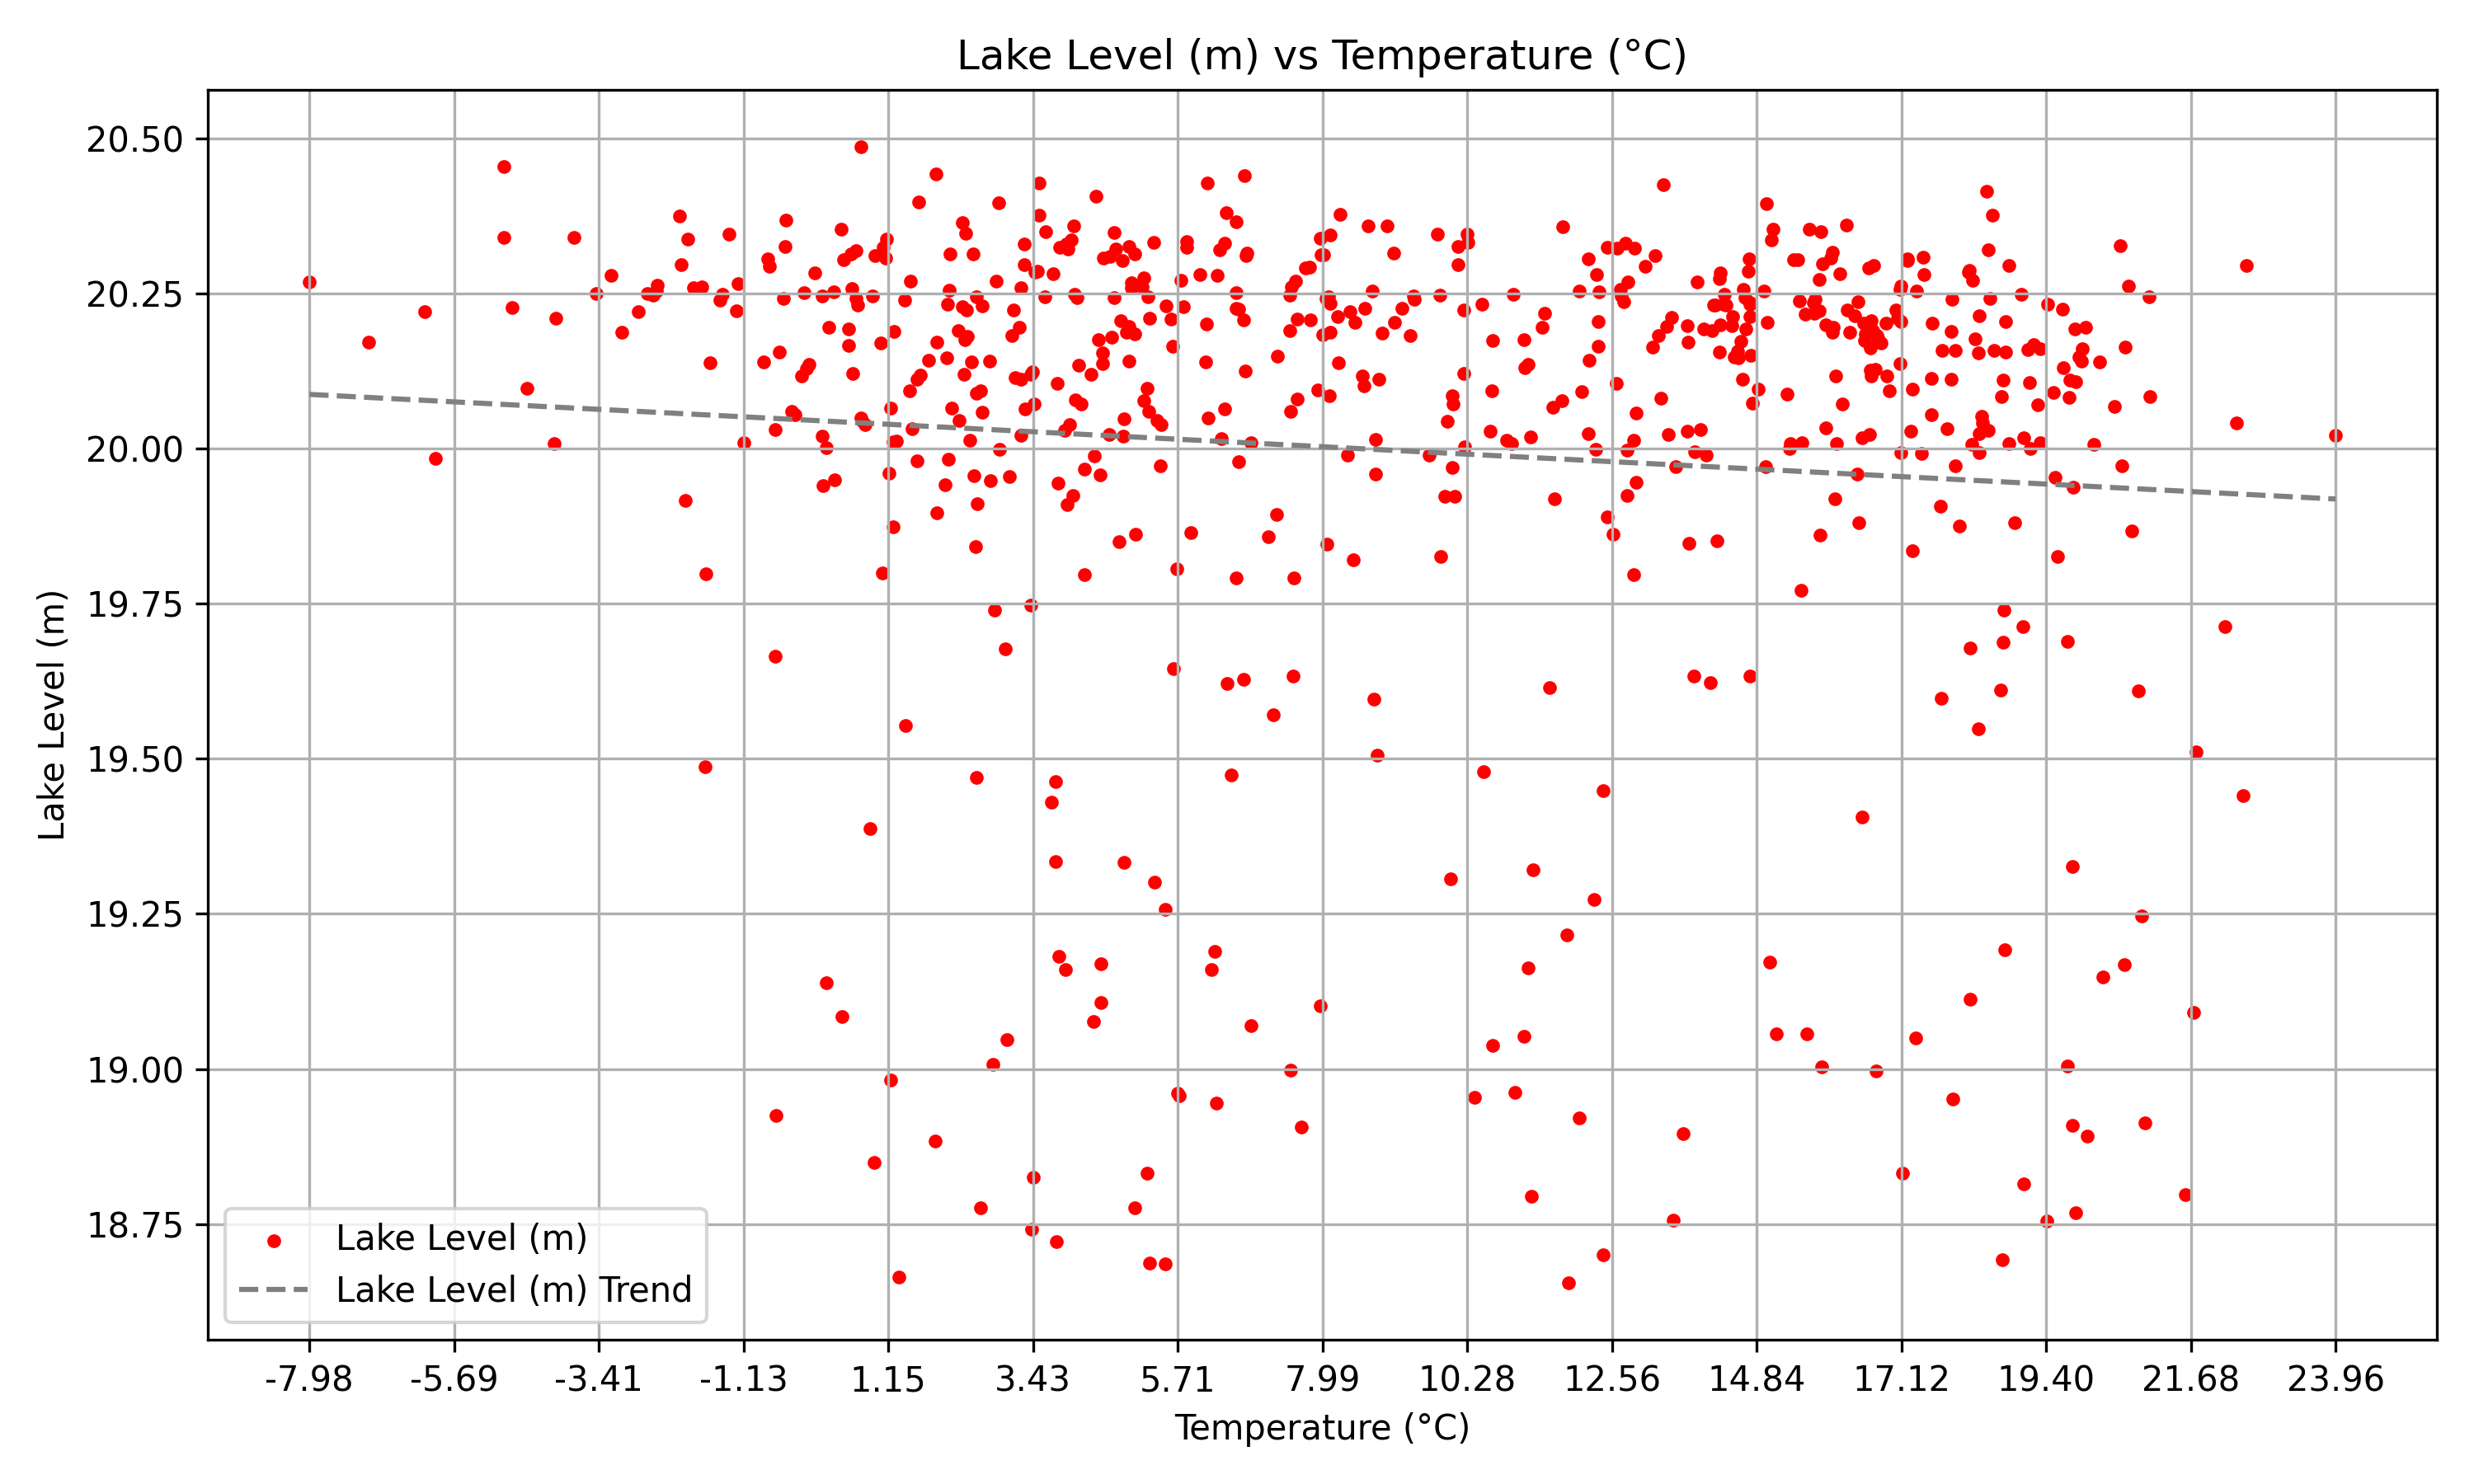 Lake Level (m) vs Temperature (°C)
20.50
20.25
20.00
19.75
19.50
19.25
19.00
18.75
Lake Level (m)
Lake Level (m)
Lake Level (m) Trend
-7.98 -5.69 -3.41 -1.13 1.15 3.43 5.71 7.99 10.28 12.56 14.84 17.12 19.40 21.68 23.96
Temperature (°C)